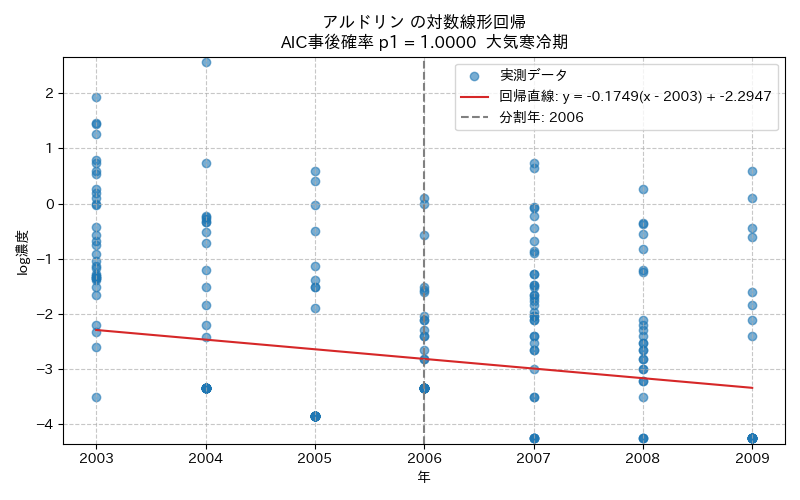 アルドリン の対数線形回帰
AIC事後確率 p1 = 1.0000  大気寒冷期
実測データ
回帰直線: y = -0.1749(x - 2003) + -2.2947
分割年: 2006
log濃度
2
1
0
−1
−2
−3
−4
2003 2004 2005 2006 2007 2008 2009
年